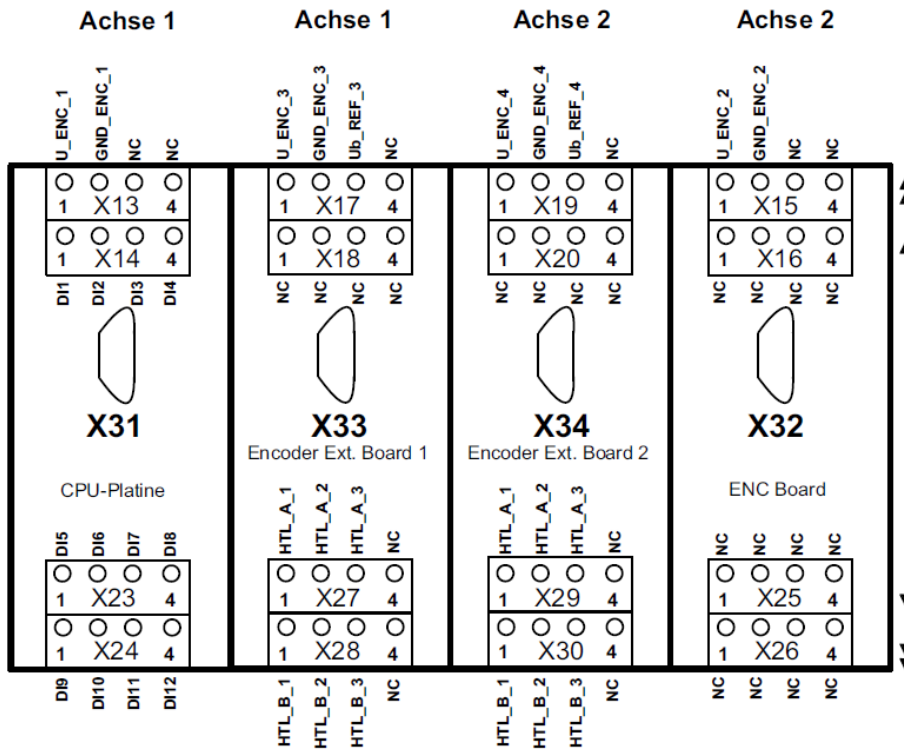 Achse 1 Achse 1 Achse 2 Achse 2
U_ENC_1 GND_ENC_1 NC NC U_ENC_3 GND_ENC_3 Ub_REF_3 NC U_ENC_4 GND_ENC_4 Ub_REF_4 NC U_ENC_2 GND_ENC_2 NC NC
1 X13 4 1 X17 4 1 X19 4 1 X15 4
1 X14 4 1 X18 4 1 X20 4 1 X16 4
DI1 DI2 DI3 DI4 NC NC NC NC NC NC NC NC NC NC NC NC
X31 X33 X34 X32
Encoder Ext. Board 1 Encoder Ext. Board 2
CPU-Platine ENC Board
DI5 DI6 DI7 DI8 HTL_A_1 HTL_A_2 HTL_A_3 NC HTL_A_1 HTL_A_2 HTL_A_3 NC NC NC NC NC
1 X23 4 1 X27 4 1 X29 4 1 X25 4
1 X24 4 1 X28 4 1 X30 4 1 X26 4
DI9 DI10 DI11 DI12 HTL_B_1 HTL_B_2 HTL_B_3 NC HTL_B_1 HTL_B_2 HTL_B_3 NC NC NC NC NC